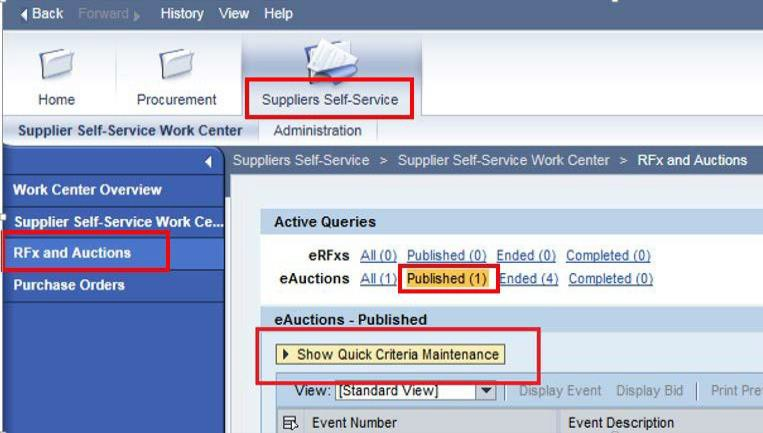 Back Forward History View Help
Home Procurement Suppliers Self-Service
Supplier Self-Service Work Center Administration
Suppliers Self-Service > Supplier Self-Service Work Center > RFx and Auctions
Work Center Overview
Supplier Self-Service Work Ce...
RFx and Auctions
Purchase Orders
Active Queries
eRFxs All (0) Published (0) Ended (0) Completed (0)
eAuctions All (1) Published (1) Ended (4) Completed (0)
eAuctions - Published
Show Quick Criteria Maintenance
View: [Standard View] Display Event Display Bid Print Pre
Event Number Event Description